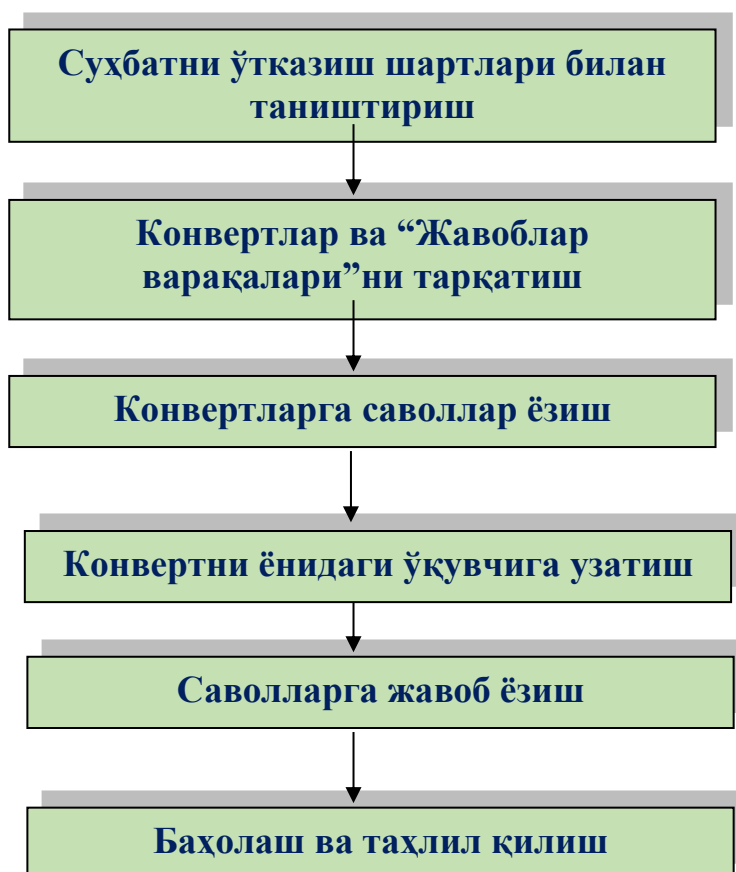 Суҳбатни ўтказиш шартлари билан
таништириш
Конвертлар ва “Жавоблар
варақалари”ни тарқатиш
Конвертларга саволлар ёзиш
Конвертни ёнидаги ўқувчига узатиш
Саволларга жавоб ёзиш
Баҳолаш ва таҳлил қилиш